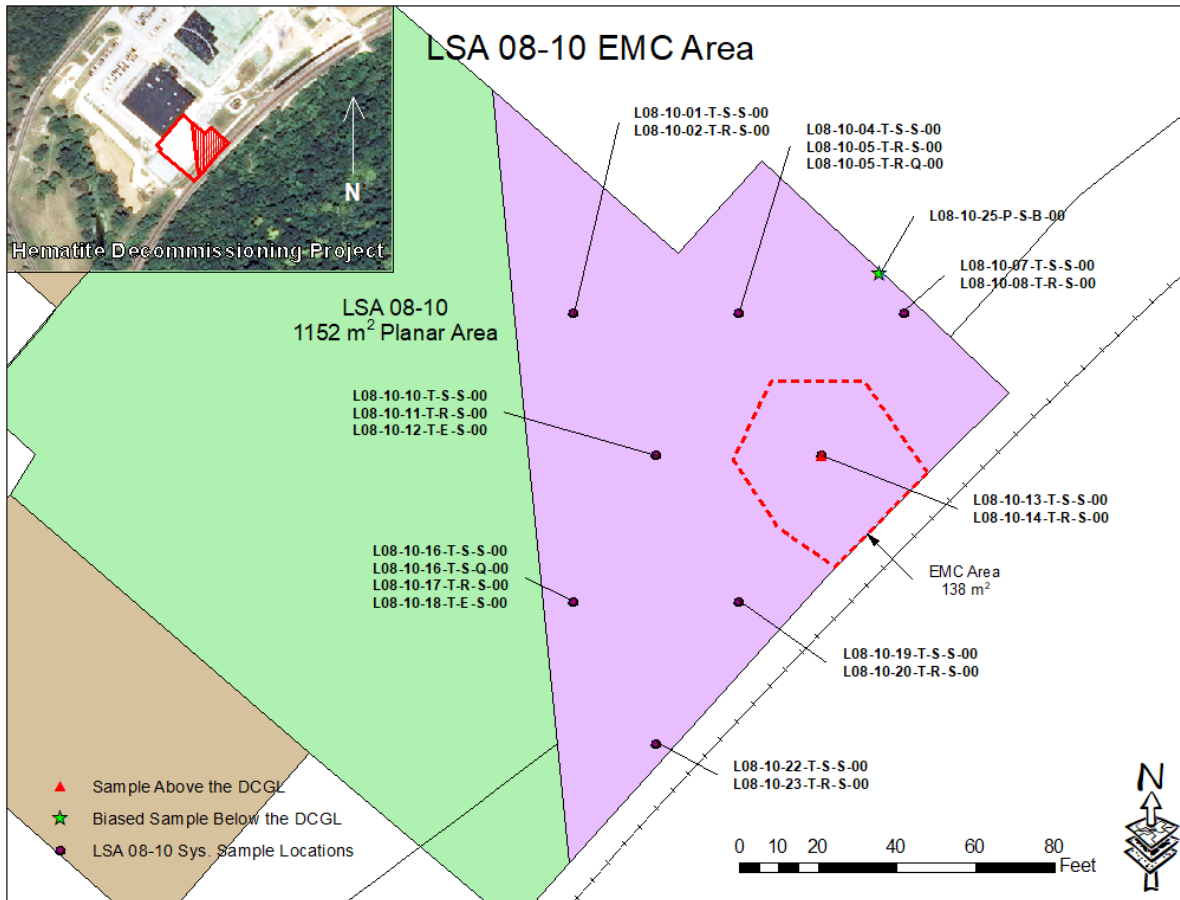 LSA 08-10 EMC Area
N
Hematite Decommissioning Project
L08-10-01-T-S-S-00
L08-10-02-T-R-S-00
L08-10-04-T-S-S-00
L08-10-05-T-R-S-00
L08-10-05-T-R-Q-00
L08-10-25-P-S-B-00
L08-10-07-T-S-S-00
L08-10-08-T-R-S-00
LSA 08-10
1152 m² Planar Area
L08-10-10-T-S-S-00
L08-10-11-T-R-S-00
L08-10-12-T-E-S-00
L08-10-13-T-S-S-00
L08-10-14-T-R-S-00
L08-10-16-T-S-S-00
L08-10-16-T-S-Q-00
L08-10-17-T-R-S-00
L08-10-18-T-E-S-00
EMC Area
138 m²
L08-10-19-T-S-S-00
L08-10-20-T-R-S-00
L08-10-22-T-S-S-00
L08-10-23-T-R-S-00
Sample Above the DCGL
Biased Sample Below the DCGL
LSA 08-10 Sys. Sample Locations
0 10 20 40 60 80
Feet
N